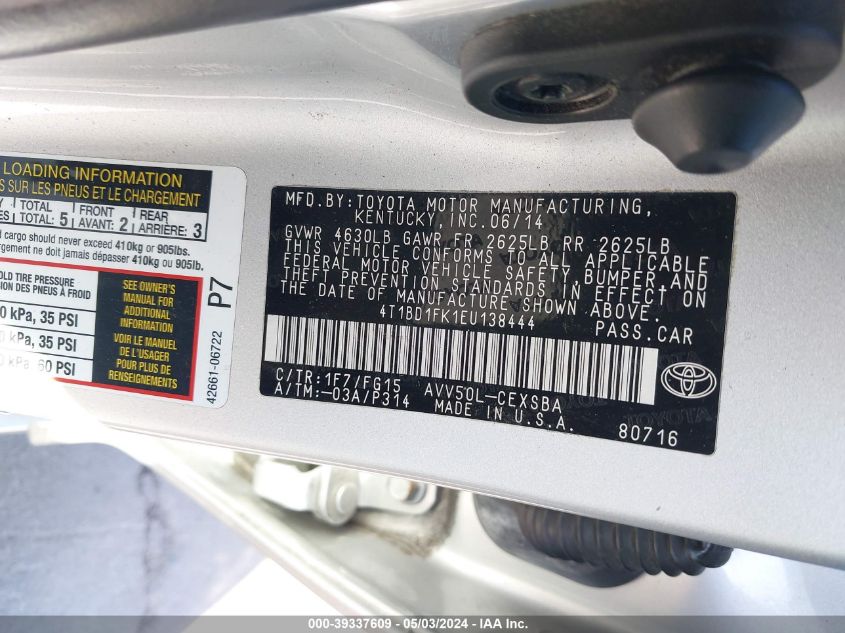 LOADING INFORMATION
S SUR LES PNEUS ET LE CHARGEMENT
TOTAL FRONT REAR
TOTAL: 5 AVANT: 2 ARRIÈRE: 3
cargo should never exceed 410kg or 905lbs.
ne doit jamais dépasser 410kg ou 905lb.
TIRE PRESSURE
DES PNEUS À FROID
0 kPa, 35 PSI
0 kPa, 35 PSI
kPa, 60 PSI
SEE OWNER'S
MANUAL FOR
ADDITIONAL
INFORMATION
VOIR LE MANUEL
DE L'USAGER
POUR PLUS DE
RENSEIGNEMENTS
P7
42661-06722
MFD.BY:TOYOTA MOTOR MANUFACTURING,
KENTUCKY,INC.06/14
GVWR 4630LB GAWR FR 2625LB RR 2625LB
THIS VEHICLE CONFORMS TO ALL APPLICABLE
FEDERAL MOTOR VEHICLE SAFETY,BUMPER,AND
THEFT PREVENTION STANDARDS IN EFFECT ON
THE DATE OF MANUFACTURE SHOWN ABOVE.
4T1BD1FK1EU138444 PASS.CAR
C/TR:1F7/FG15 AVV50L-CEXSBA
A/TM:-03A/P314 MADE IN U.S.A.
80716
000-39337609 - 05/03/2024 - IAA Inc.